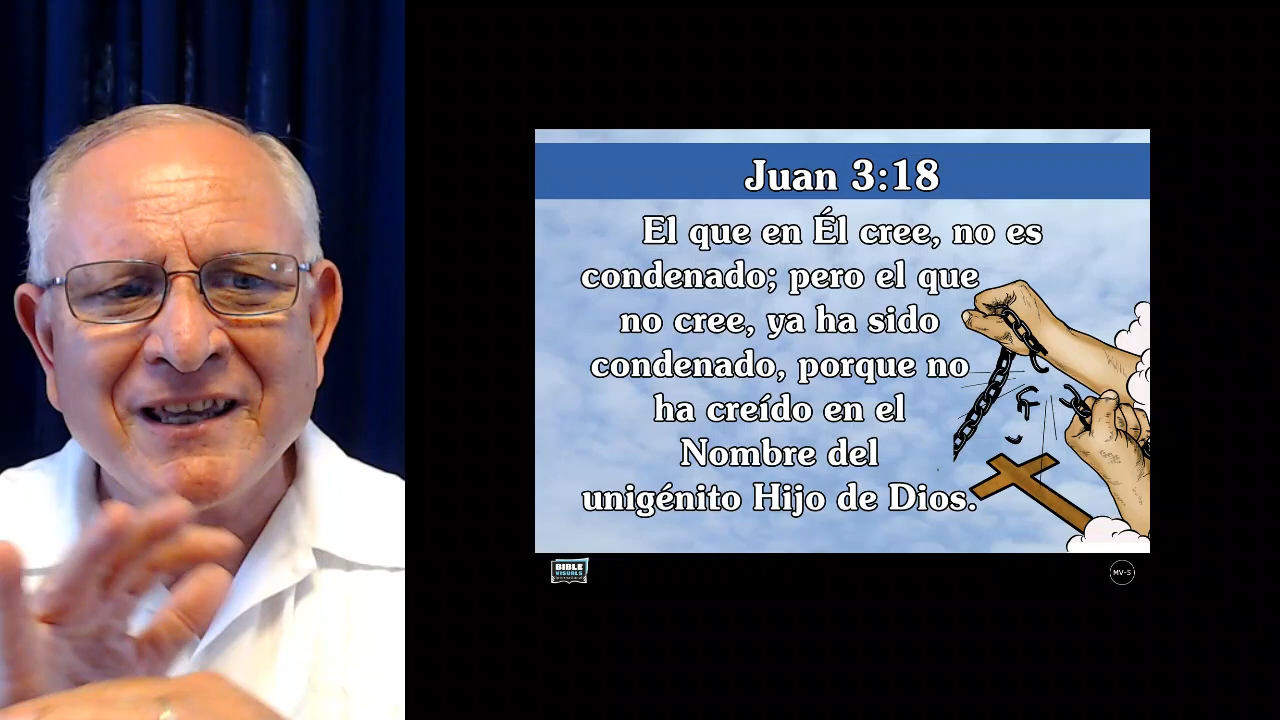 Juan 3:18
El que en Él cree, no es
condenado; pero el que
no cree, ya ha sido
condenado, porque no
ha creído en el
Nombre del
unigénito Hijo de Dios.
BIBLE
VISUALS
MV-5